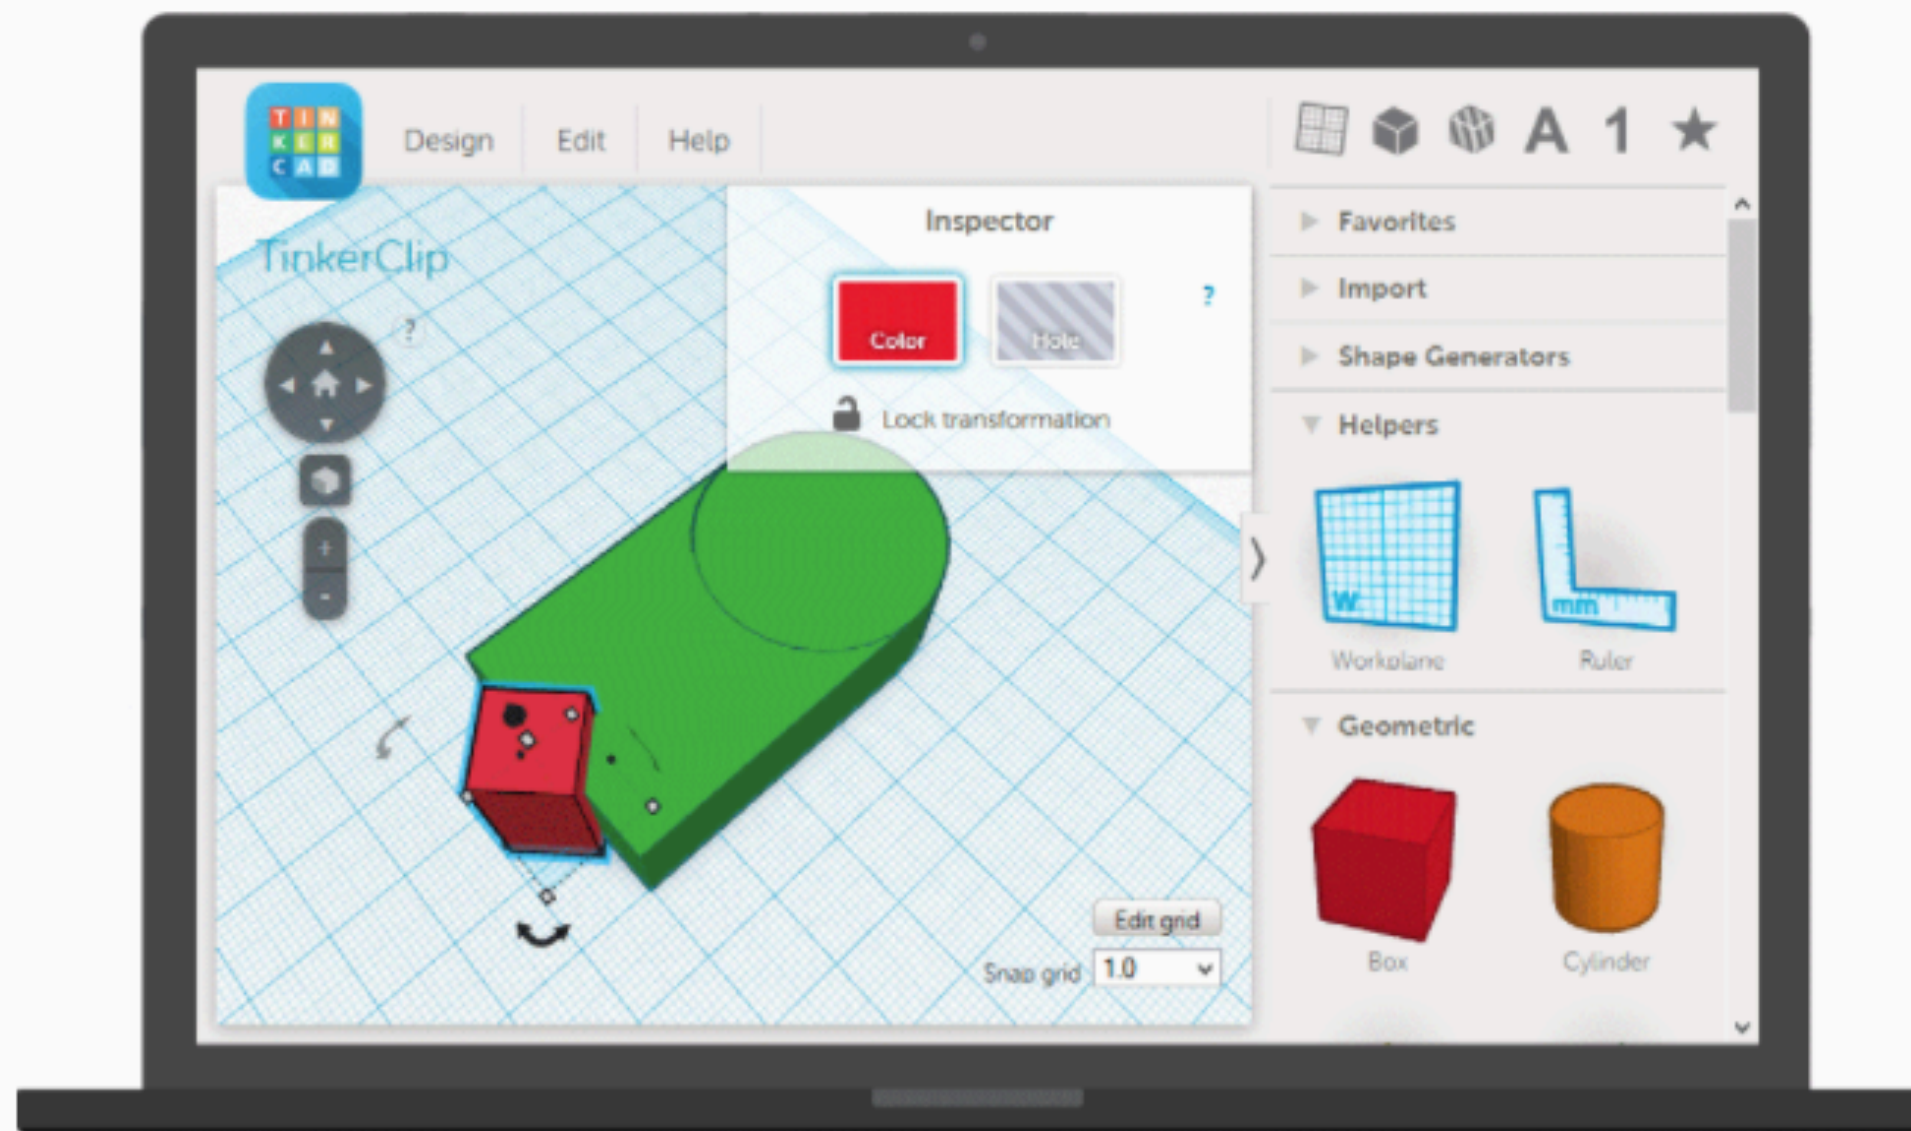 TIN
KER
CAD
Design
Edit
Help
A
1
TinkerClip
?
Inspector
Color
Hole
?
Lock transformation
+
-
Edit grid
Snap grid
1.0
Favorites
Import
Shape Generators
Helpers
W
mm
Workplane
Ruler
Geometric
Box
Cylinder